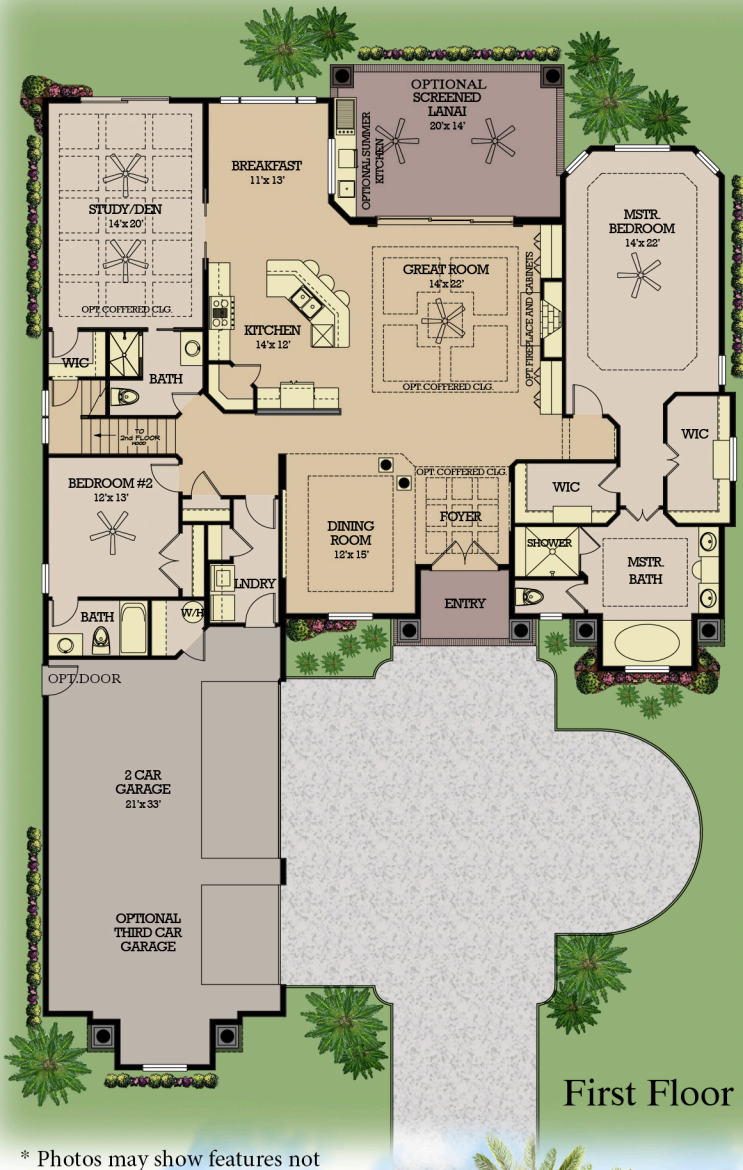 OPTIONAL
SCREENED
LANAI
20'x 14'
OPTIONAL SUMMER
KITCHEN
BREAKFAST
11'x 13'
STUDY/DEN
14'x 20'
OPT. COFFERED CLG.
MSTR.
BEDROOM
14'x 22'
GREAT ROOM
14'x 22'
OPT. COFFERED CLG.
OPT. FIREPLACE AND CABINETS
KITCHEN
14'x 12'
WIC
BATH
TO
2nd FLOOR
WOOD
WIC
BEDROOM #2
12'x 13'
OPT. COFFERED CLG.
FOYER
WIC
DINING
ROOM
12'x 15'
SHOWER
MSTR.
BATH
LNDRY
W/H
BATH
ENTRY
OPT.DOOR
2 CAR
GARAGE
21'x 33'
OPTIONAL
THIRD CAR
GARAGE
First Floor
* Photos may show features not